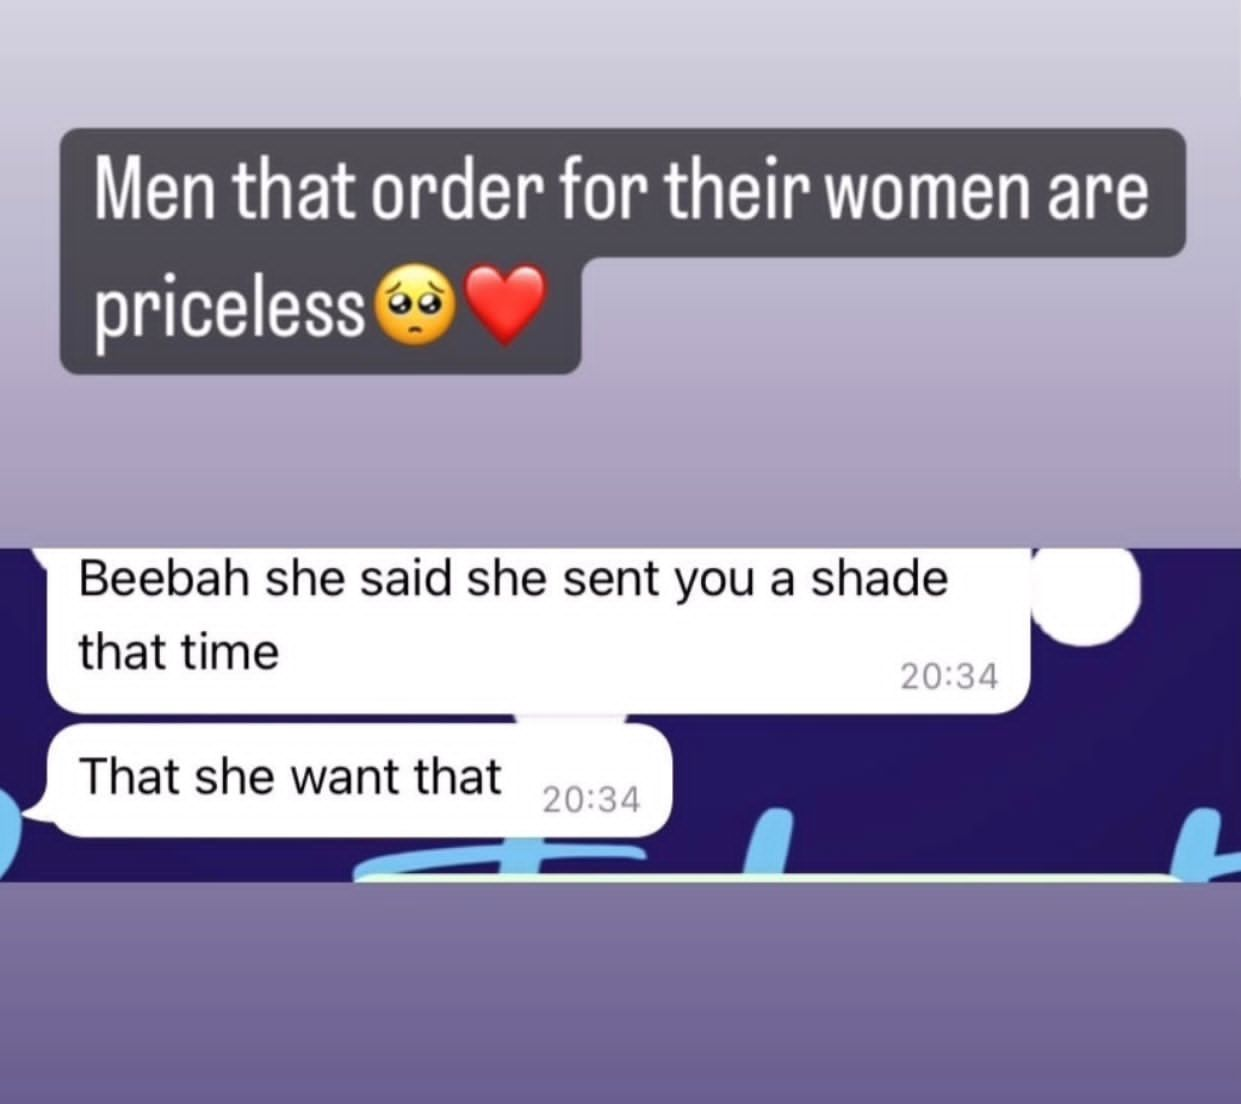 Men that order for their women are
priceless🥺❤️
Beebah she said she sent you a shade
that time
20:34
That she want that
20:34